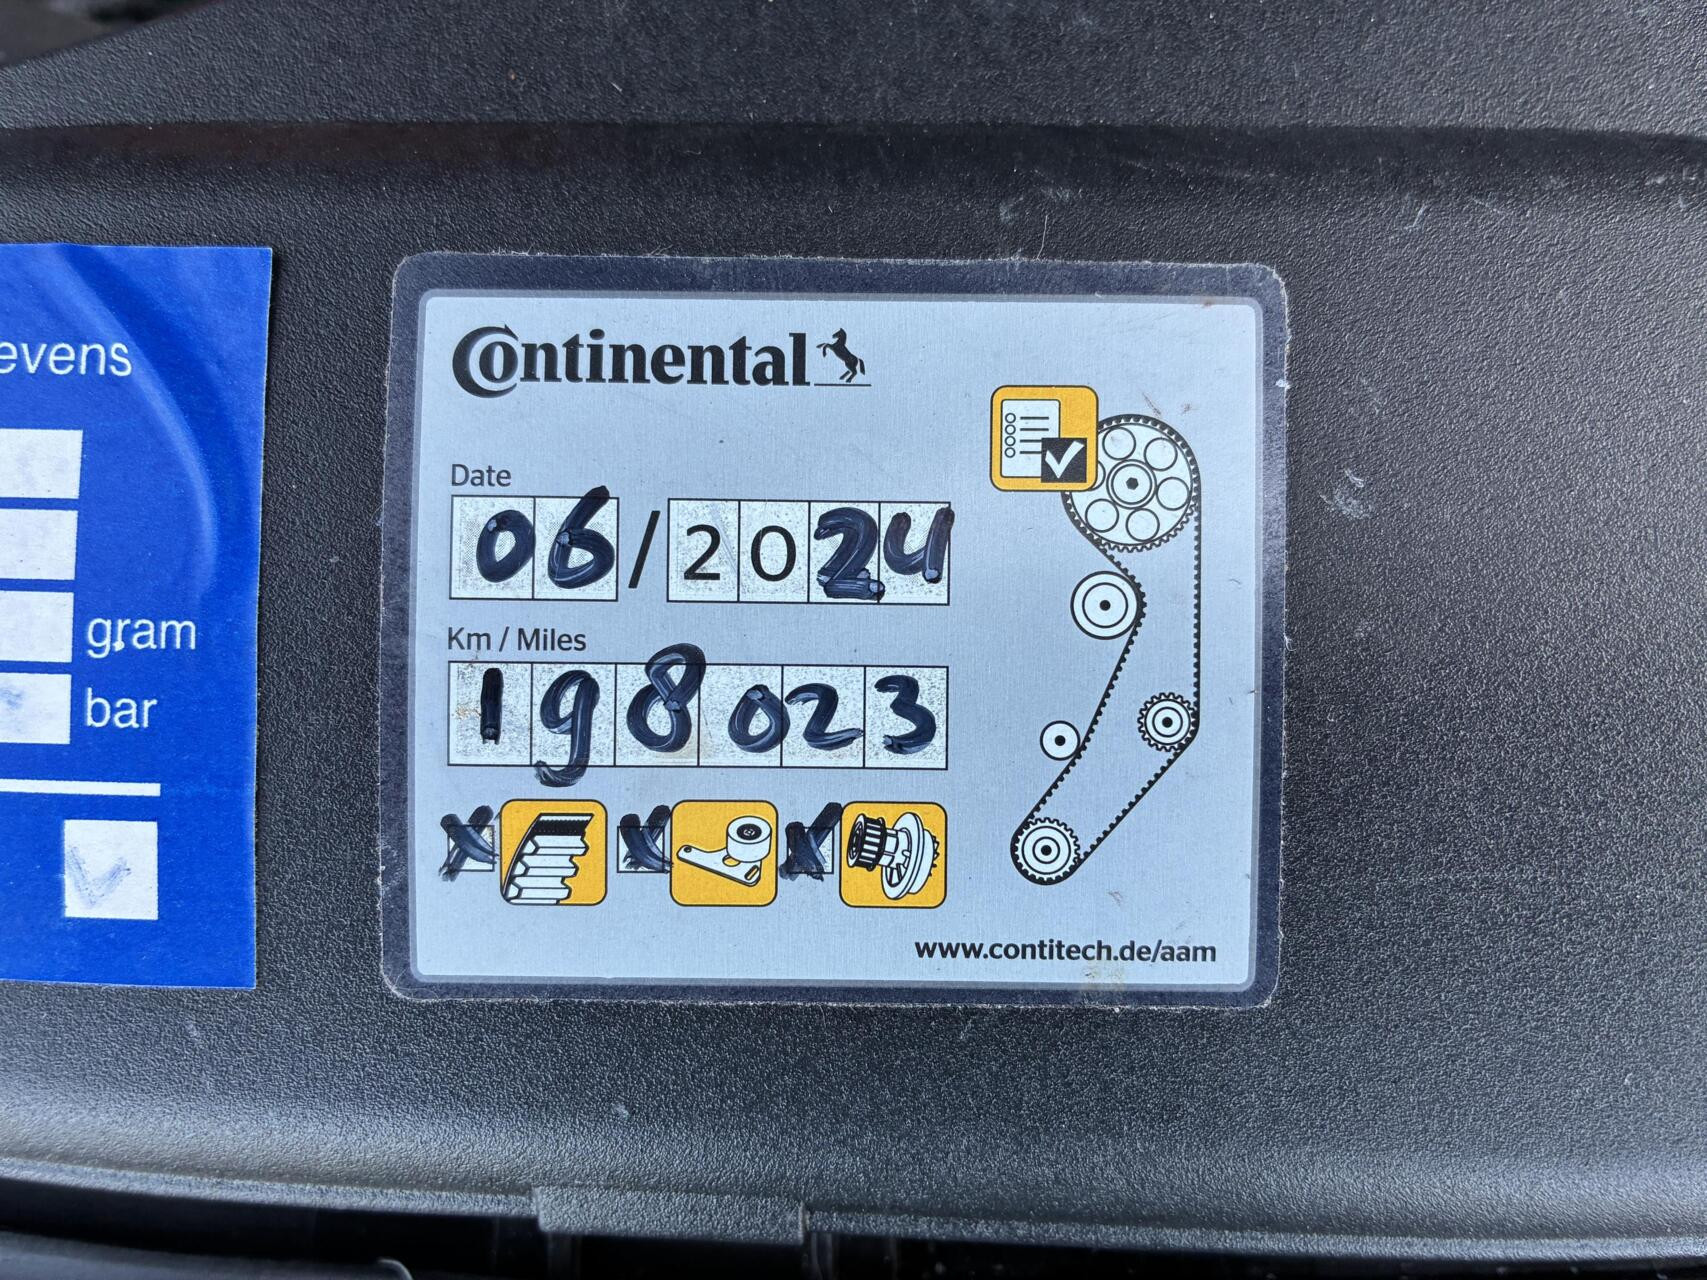 evens
gram
bar
Continental
Date
06/2024
Km / Miles
198023
www.contitech.de/aam